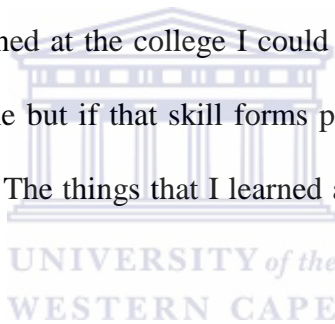 ned at the college I could
e but if that skill forms p
The things that I learned a
UNIVERSITY of the
WESTERN CAPE